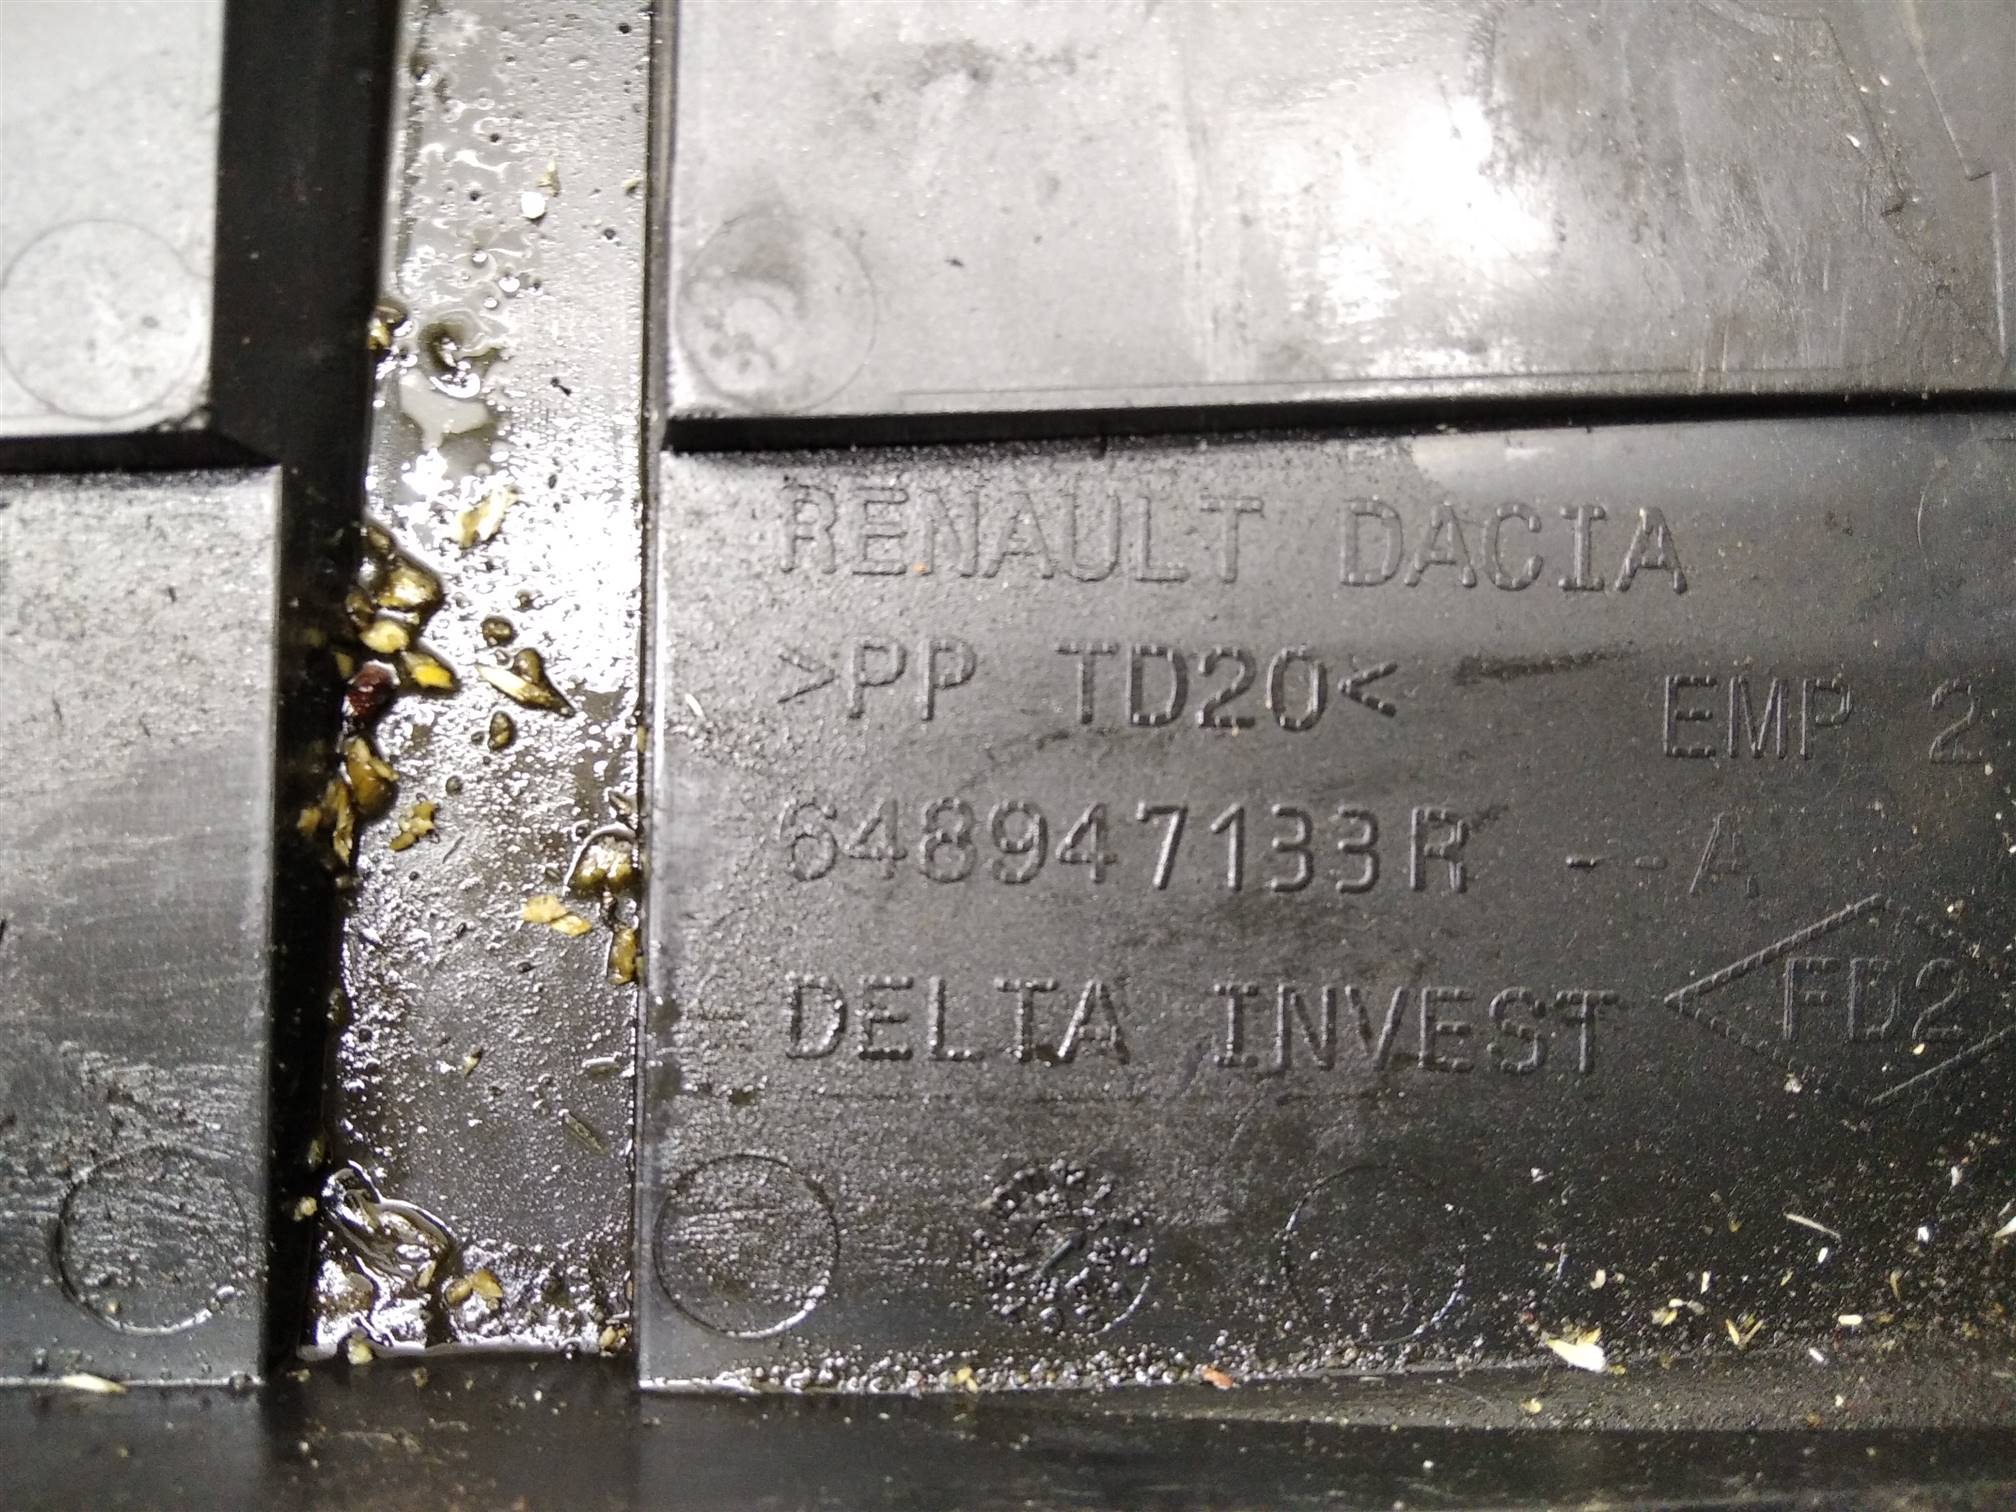 RENAULT DACIA
>PP TD20< EMP 2
648947133R --A
DELTA INVEST FD2